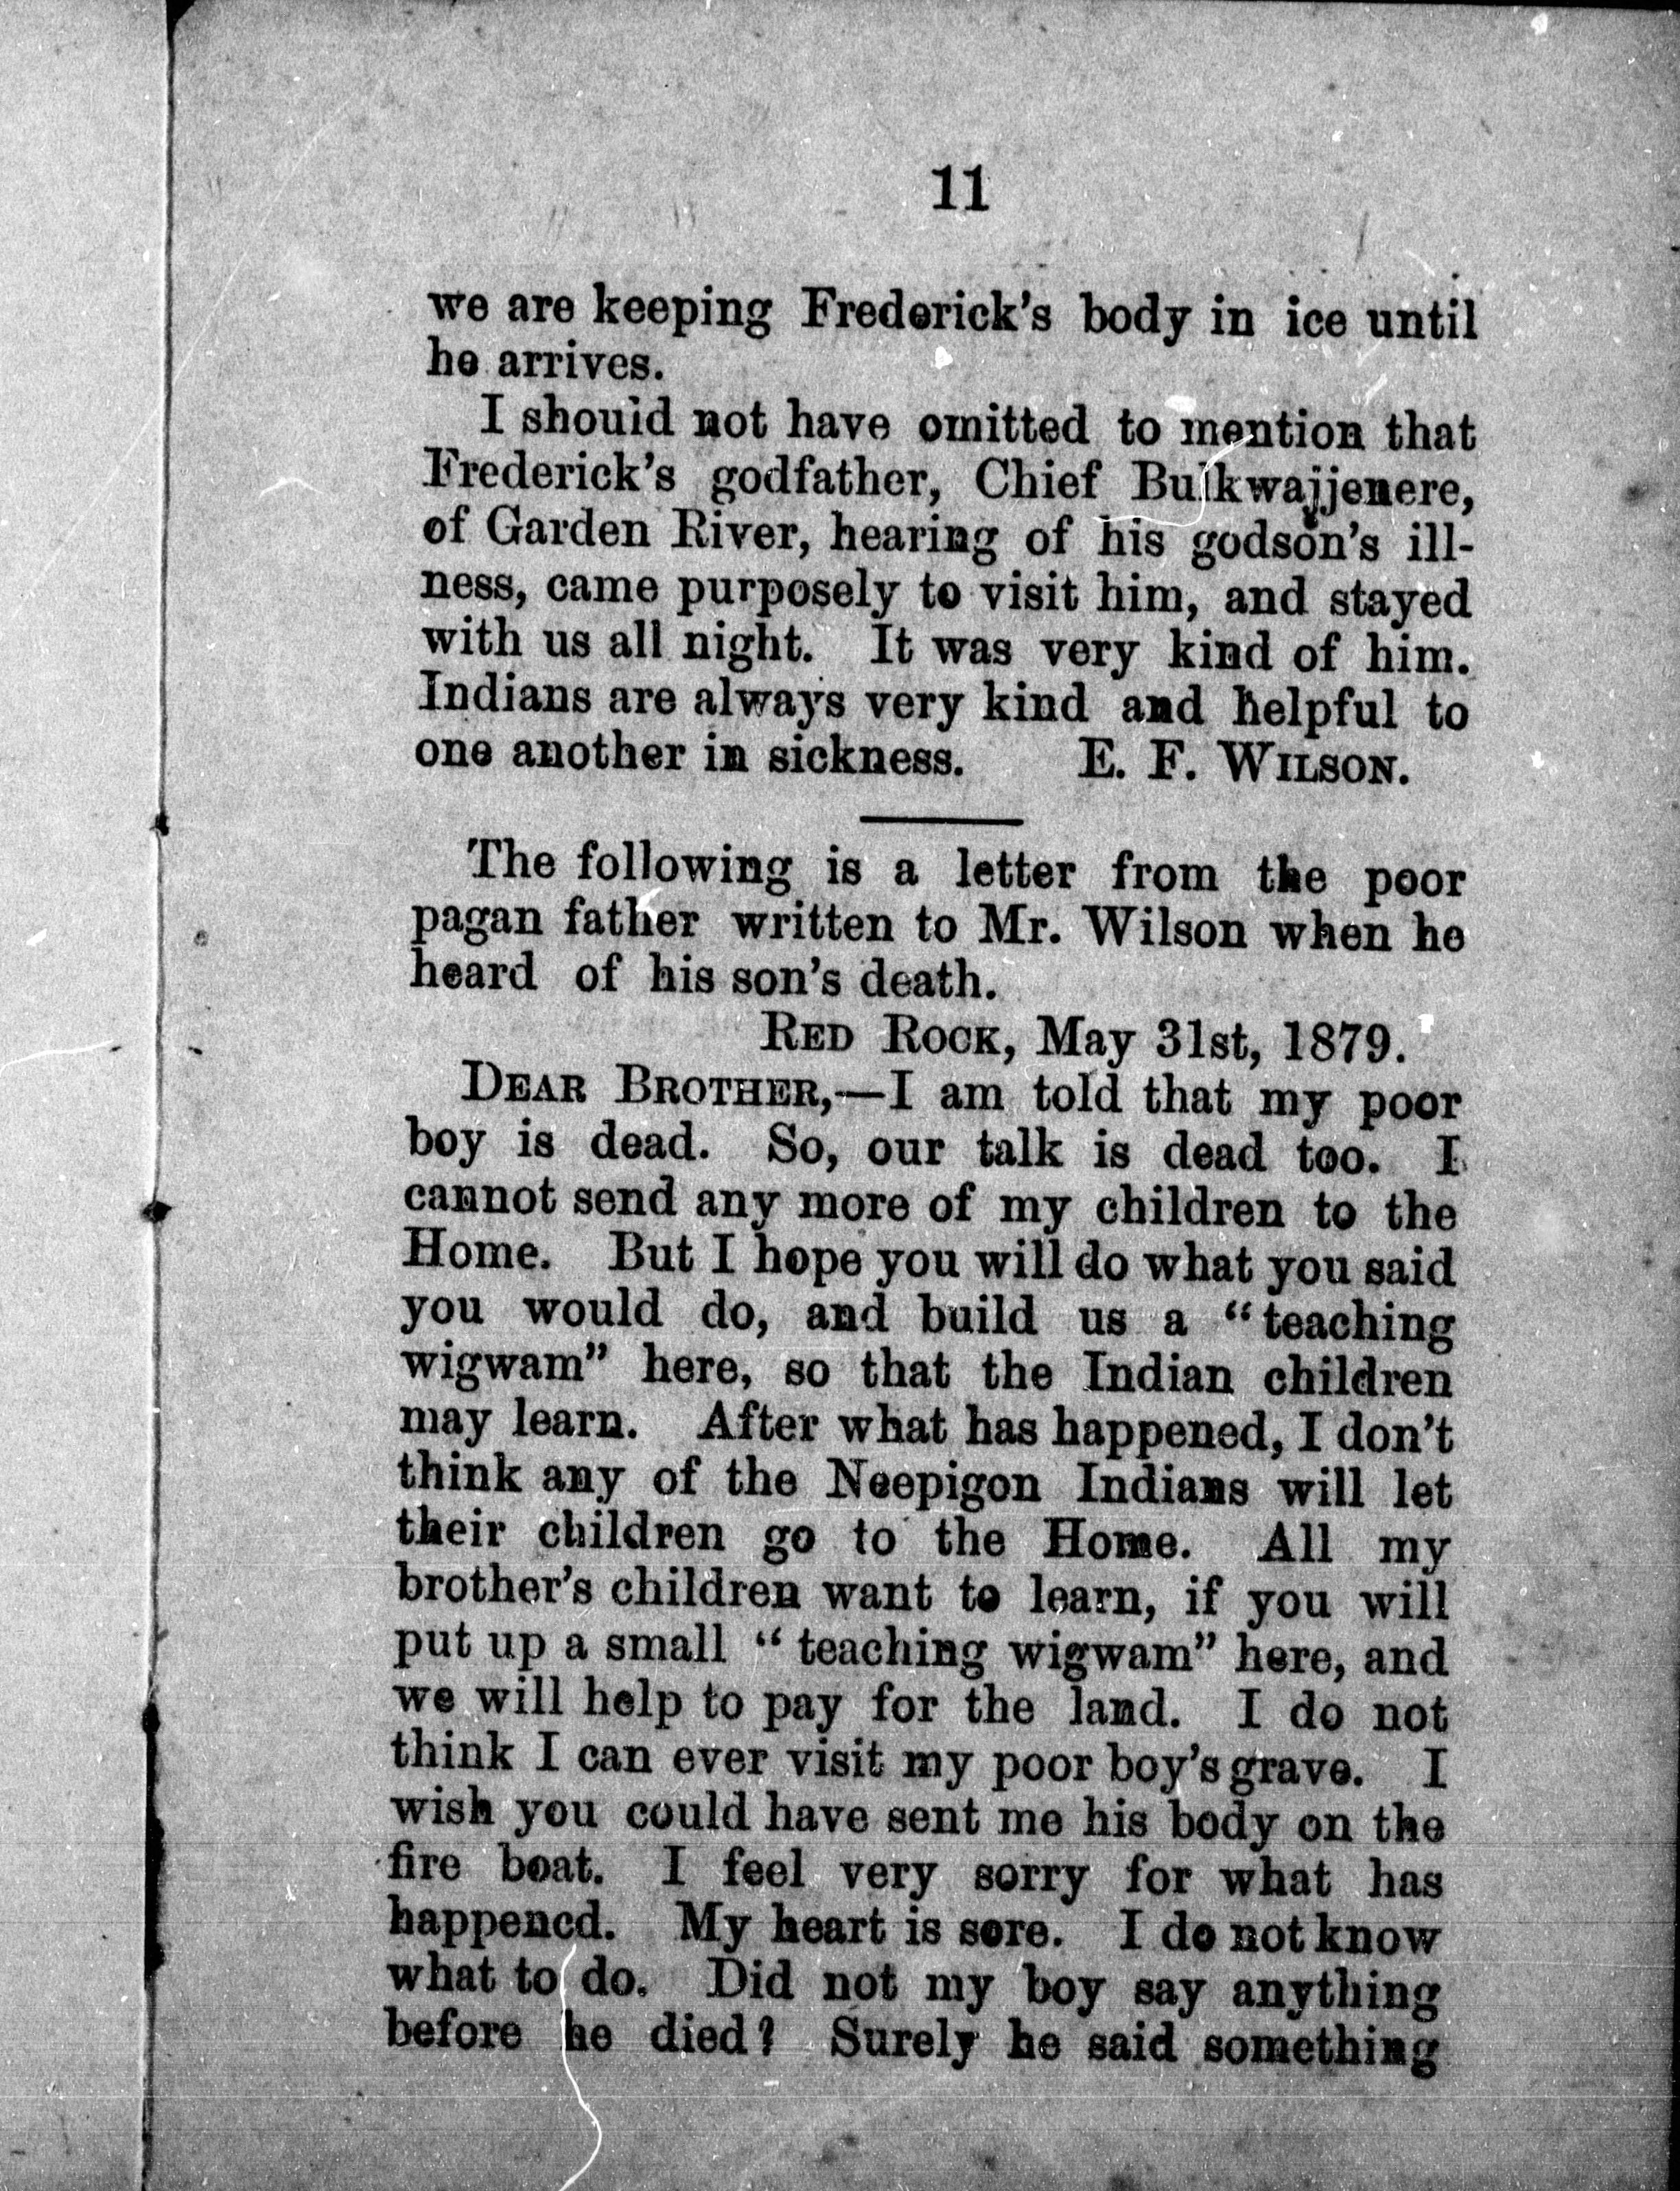 11
we are keeping Frederick's body in ice until
he arrives.
I should not have omitted to mention that
Frederick's godfather, Chief Bulkwajjenere,
of Garden River, hearing of his godson's ill-
ness, came purposely to visit him, and stayed
with us all night. It was very kind of him.
Indians are always very kind and helpful to
one another in sickness. E. F. WILSON.
The following is a letter from the poor
pagan father written to Mr. Wilson when he
heard of his son's death.
RED ROCK, May 31st, 1879.
DEAR BROTHER,—I am told that my poor
boy is dead. So, our talk is dead too. I
cannot send any more of my children to the
Home. But I hope you will do what you said
you would do, and build us a "teaching
wigwam" here, so that the Indian children
may learn. After what has happened, I don't
think any of the Neepigon Indians will let
their children go to the Home. All my
brother's children want to learn, if you will
put up a small "teaching wigwam" here, and
we will help to pay for the land. I do not
think I can ever visit my poor boy's grave. I
wish you could have sent me his body on the
fire boat. I feel very sorry for what has
happened. My heart is sore. I do not know
what to do. Did not my boy say anything
before he died? Surely he said something